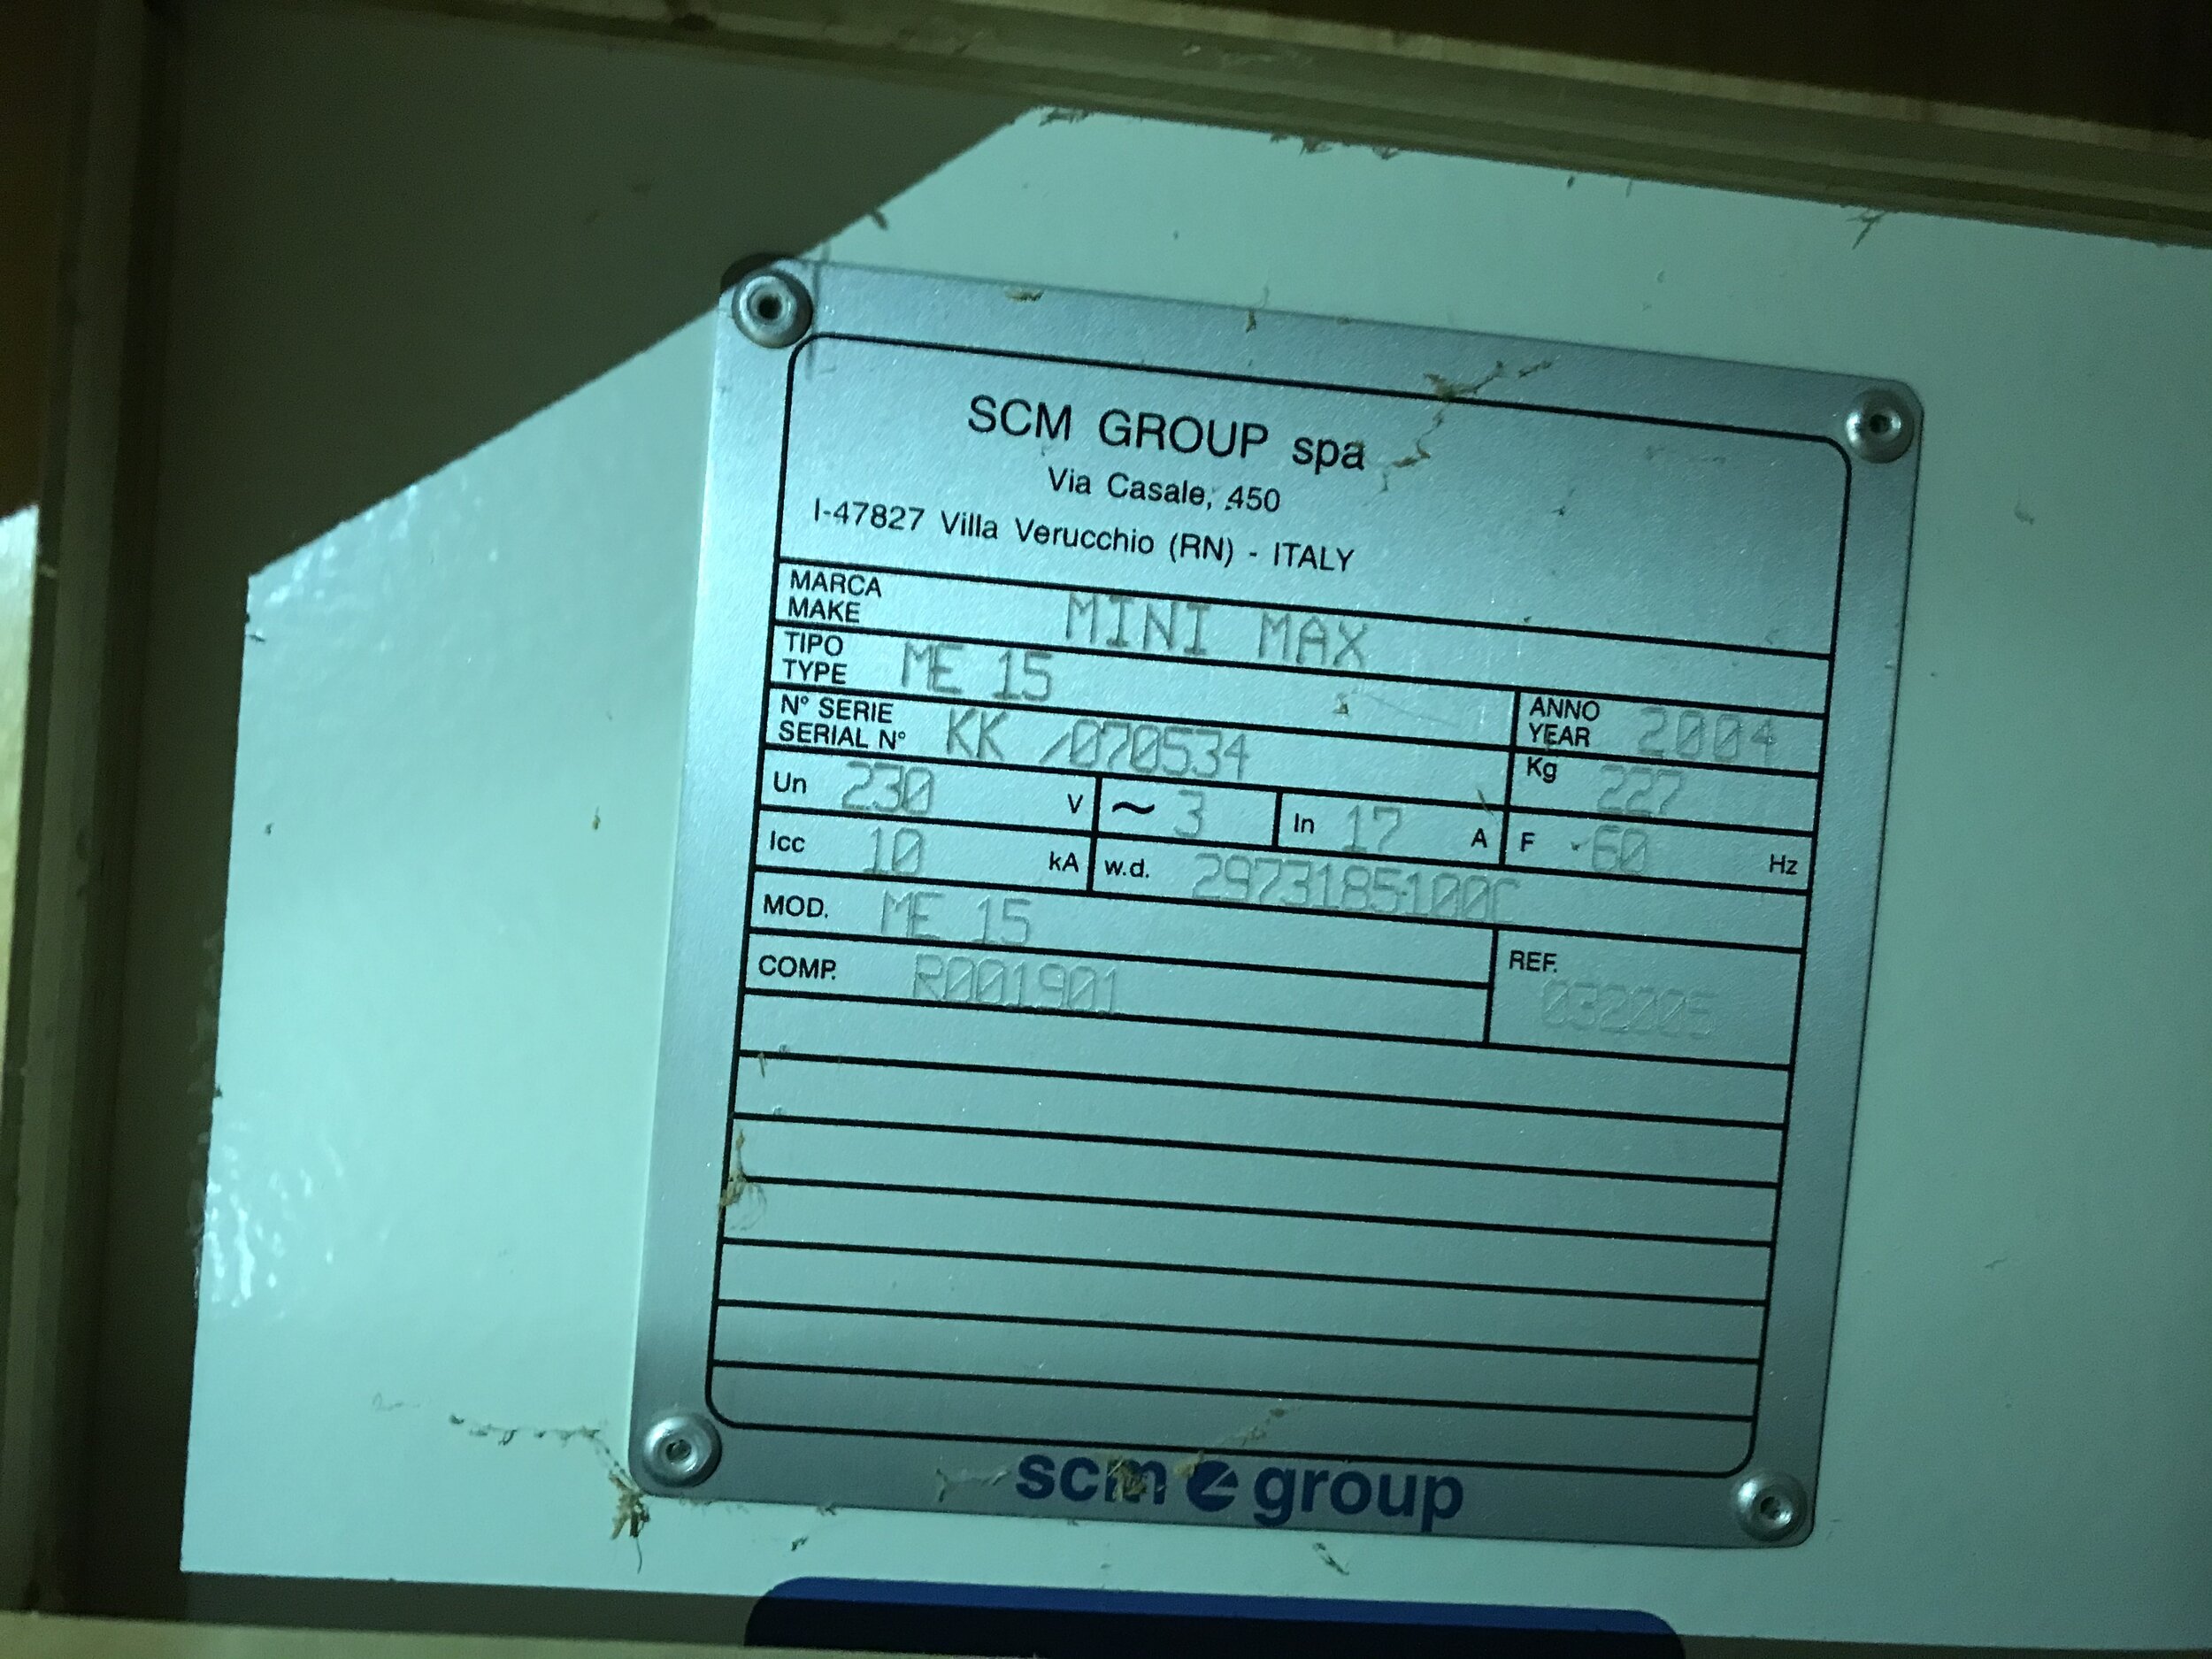 SCM GROUP spa
Via Casale, 450
I-47827 Villa Verucchio (RN) - ITALY
MARCA
MAKE
MINI MAX
TIPO
TYPE
ME 15
ANNO
YEAR
2004
N° SERIE
SERIAL N°
KK /070534
Kg 227
Un 230 V ~ 3 In 17 A F 60 Hz
Icc 10 kA w.d. 2973185100C
MOD. ME 15
COMP. R001901
REF.
032005
scm group